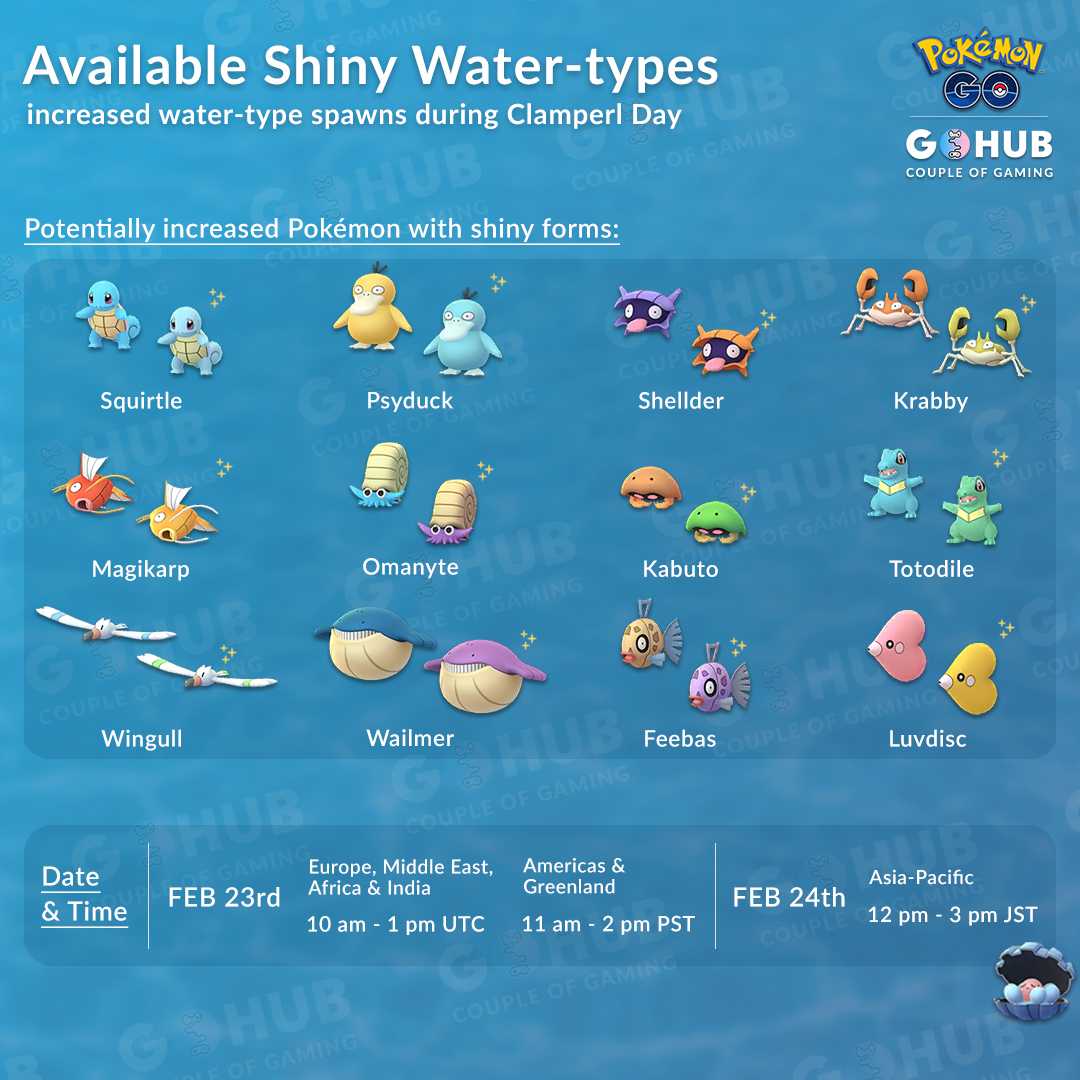 Available Shiny Water-types
increased water-type spawns during Clamperl Day
POKéMON
GO
GOHUB
COUPLE OF GAMING
Potentially increased Pokémon with shiny forms:
Squirtle
Psyduck
Shellder
Krabby
Magikarp
Omanyte
Kabuto
Totodile
Wingull
Wailmer
Feebas
Luvdisc
Date
& Time
FEB 23rd
Europe, Middle East,
Africa & India
10 am - 1 pm UTC
Americas &
Greenland
11 am - 2 pm PST
FEB 24th
Asia-Pacific
12 pm - 3 pm JST